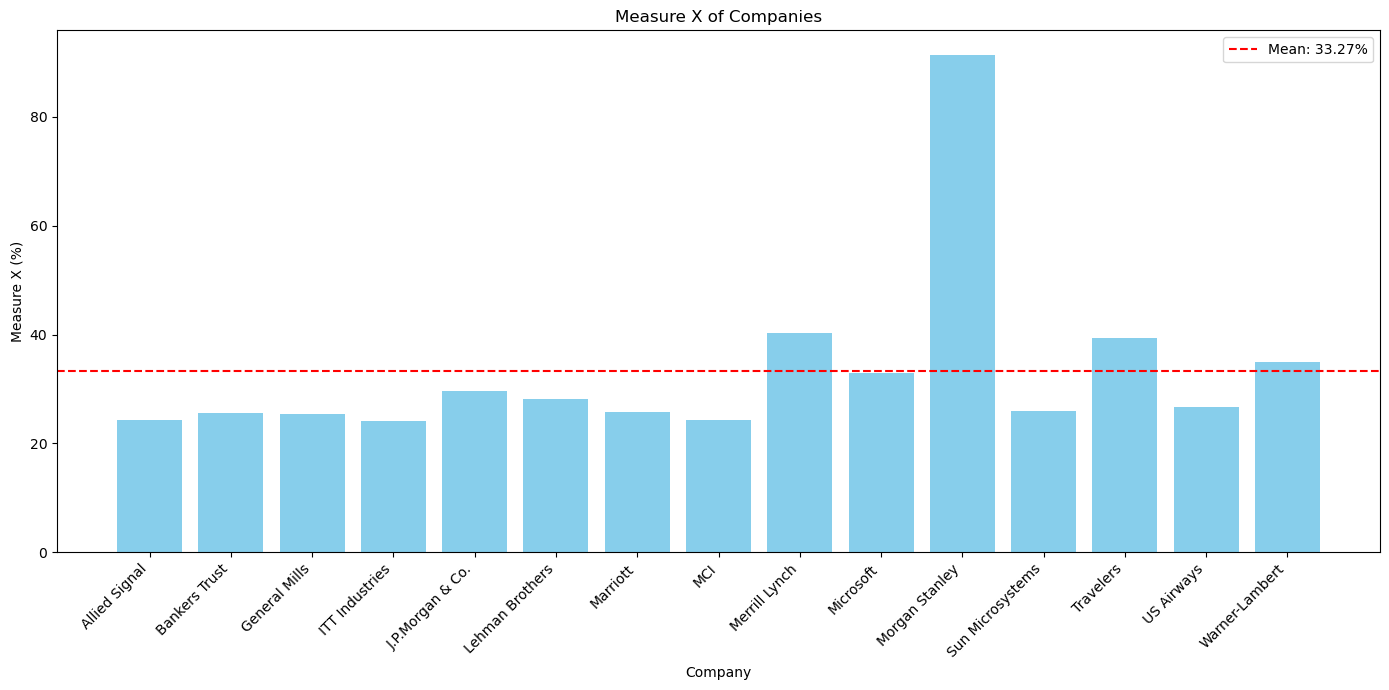 Measure X of Companies
Mean: 33.27%
Measure X (%)
80
60
40
20
0
Allied Signal
Bankers Trust
General Mills
ITT Industries
J.P.Morgan & Co.
Lehman Brothers
Marriott
MCI
Merrill Lynch
Microsoft
Morgan Stanley
Sun Microsystems
Travelers
US Airways
Warner-Lambert
Company